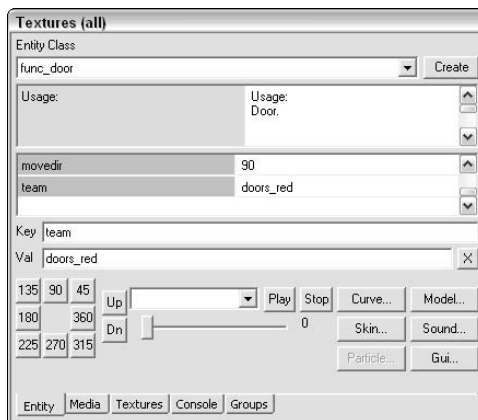 Textures (all)
Entity Class
func_door
Create
Usage:
Usage:
Door.
movedir 90
team doors_red
Key team
Val doors_red X
135 90 45
Up Play Stop Curve... Model...
180 360
Dn 0 Skin... Sound...
225 270 315
Particle... Gui...
Entity Media Textures Console Groups